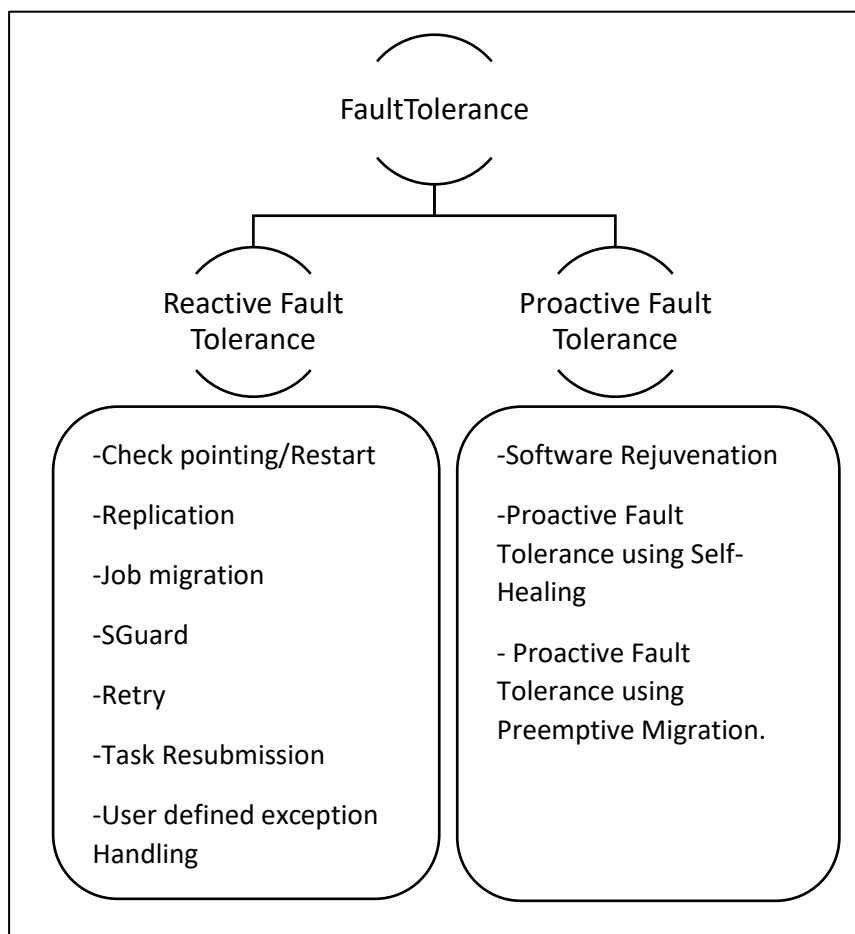 FaultTolerance
Reactive Fault
Tolerance
Proactive Fault
Tolerance
-Check pointing/Restart
-Replication
-Job migration
-SGuard
-Retry
-Task Resubmission
-User defined exception
Handling
-Software Rejuvenation
-Proactive Fault
Tolerance using Self-
Healing
- Proactive Fault
Tolerance using
Preemptive Migration.